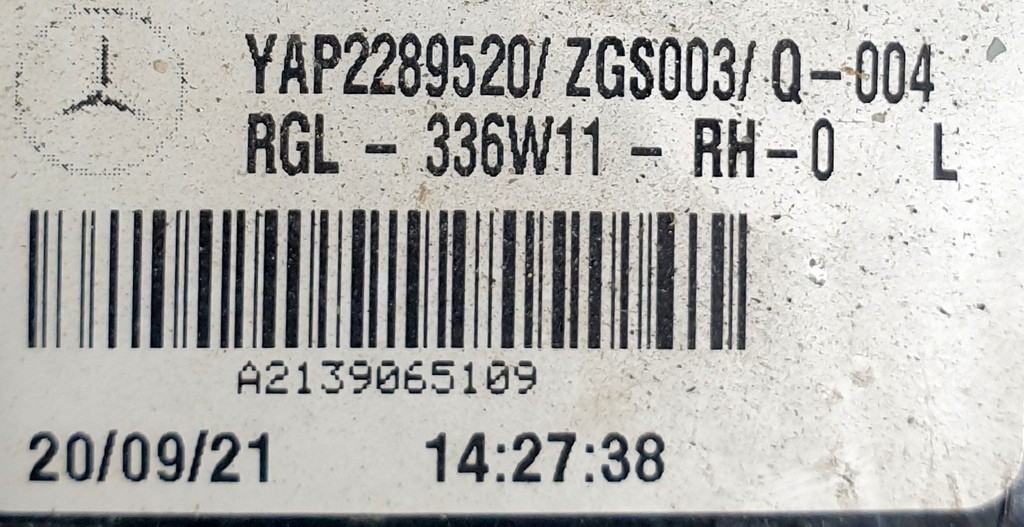 YAP2289520/ ZGS003/ Q-004
RGL - 336W11 - RH-0 L
A2139065109
20/09/21 14:27:38